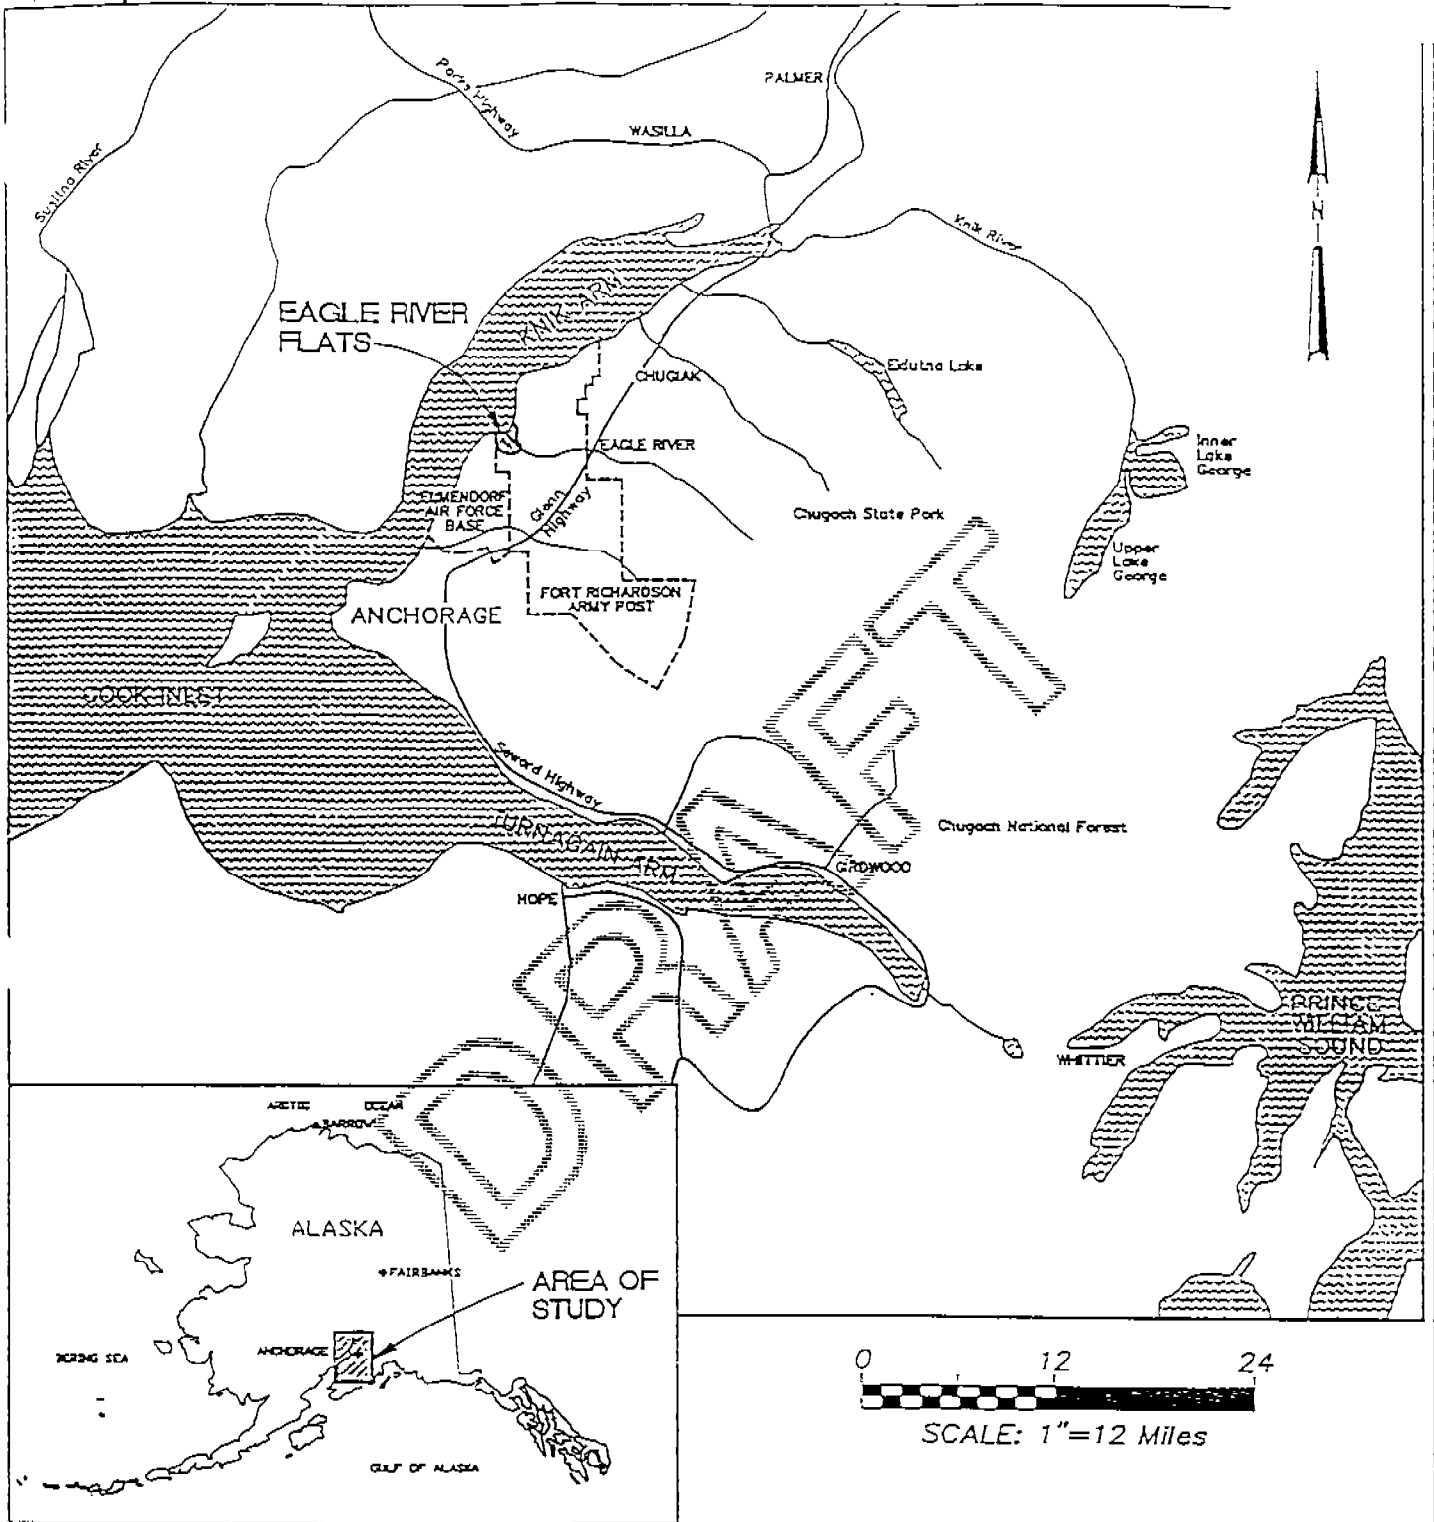 PALMER
Parks Highway
WASILLA
Susitna River
N
Knik River
KNIK ARM
EAGLE RIVER
FLATS
Eklutna Lake
CHUGIAK
EAGLE RIVER
Inner
Lake
George
ELMENDORF
AIR FORCE
BASE
Glenn
Highway
Chugach State Park
Upper
Lake
George
FORT RICHARDSON
ARMY POST
ANCHORAGE
COOK INLET
Seward Highway
TURNAGAIN ARM
Chugach National Forest
GIRDWOOD
HOPE
PRINCE
WILLIAM
SOUND
WHITTIER
DRAFT
ARCTIC OCEAN
BARROW
ALASKA
FAIRBANKS
AREA OF
STUDY
ANCHORAGE
BERING SEA
GULF OF ALASKA
0 12 24
SCALE: 1"=12 Miles